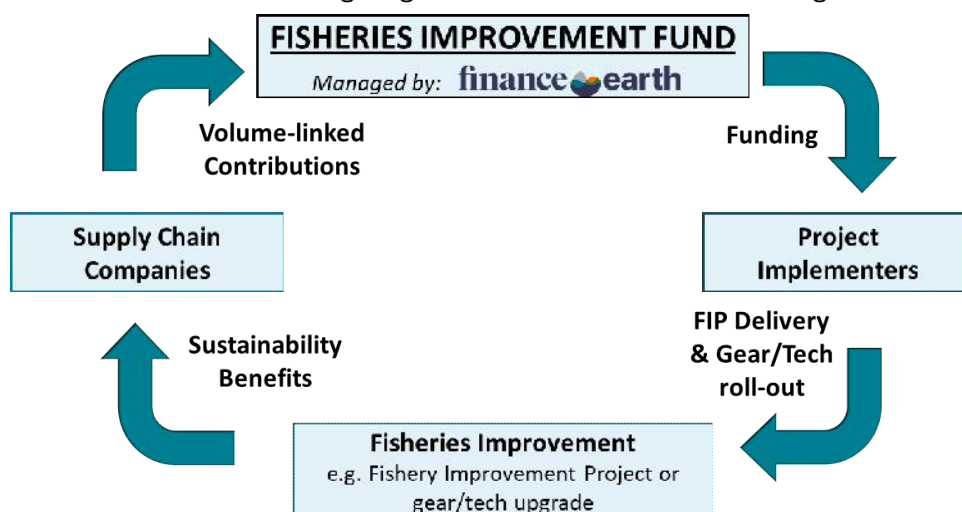 FISHERIES IMPROVEMENT FUND
Managed by: finance earth
Volume-linked
Contributions
Funding
Supply Chain
Companies
Project
Implementers
FIP Delivery
& Gear/Tech
roll-out
Sustainability
Benefits
Fisheries Improvement
e.g. Fishery Improvement Project or
gear/tech upgrade